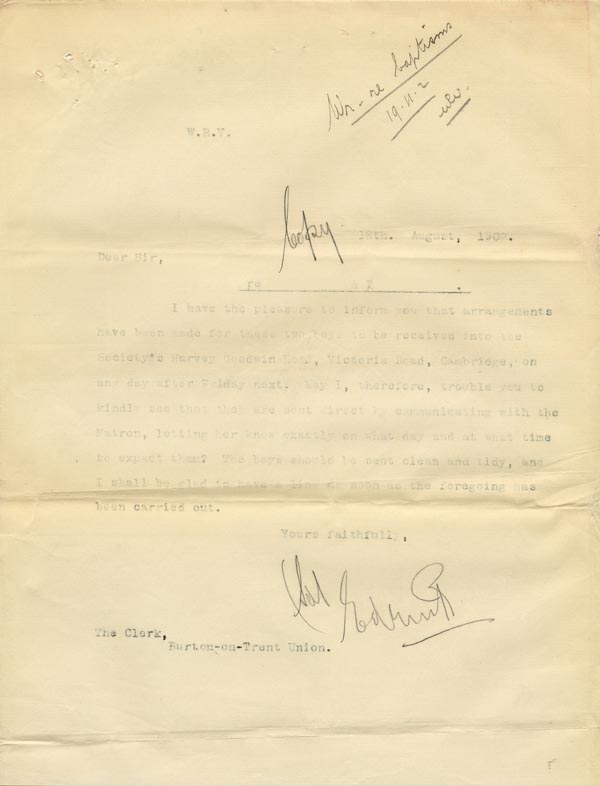 Wr. re baptisms
19.11.2
W.R.V.
Copy
18th. August, 1902.
Dear Sir,
re & T .
I have the pleasure to inform you that arrangements
have been made for these two boys to be received into the
Society's Harvey Goodwin Home, Victoria Road, Cambridge, on
any day after Friday next. May I, therefore, trouble you to
kindly see that they are sent direct by communicating with the
Matron, letting her know exactly on what day and at what time
to expect them? The boys should be sent clean and tidy, and
I shall be glad to have a line as soon as the foregoing has
been carried out.
Yours faithfully,
The Clerk,
Burton-on-Trent Union.